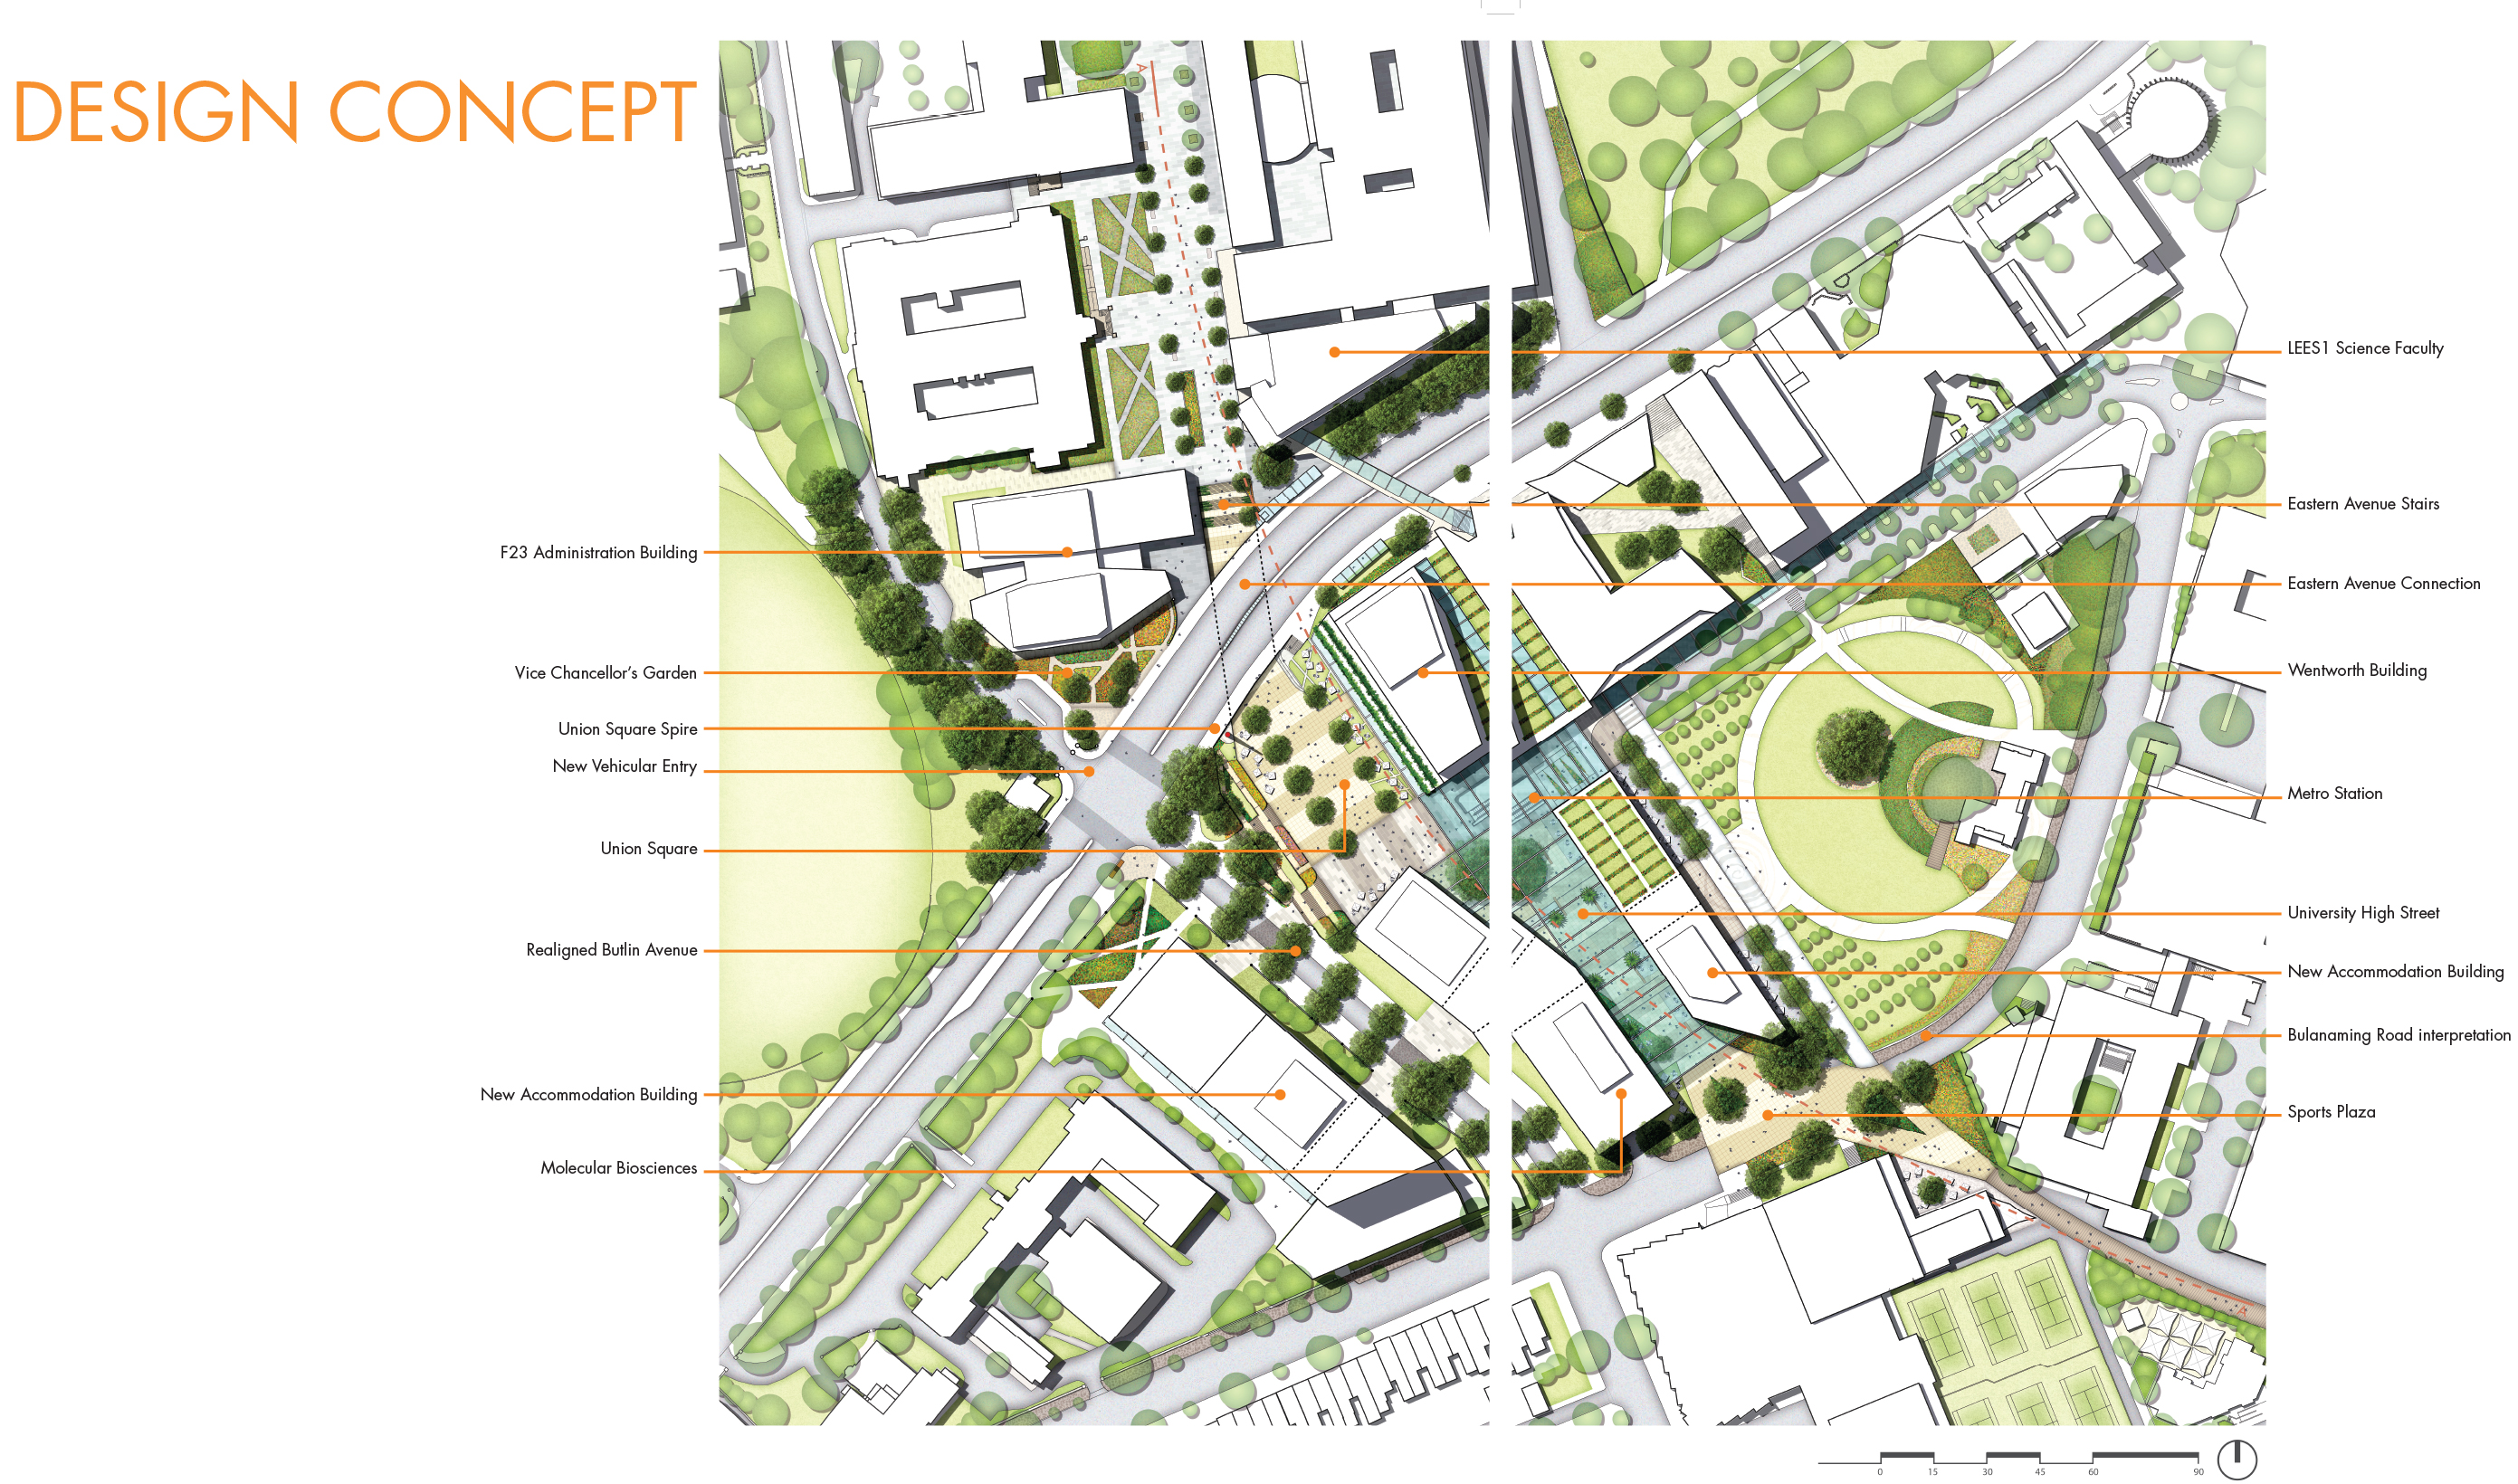 DESIGN CONCEPT
A
LEES1 Science Faculty
Eastern Avenue Stairs
F23 Administration Building
Eastern Avenue Connection
Vice Chancellor's Garden
Wentworth Building
Union Square Spire
New Vehicular Entry
Metro Station
Union Square
University High Street
Realigned Butlin Avenue
New Accommodation Building
Bulanaming Road interpretation
New Accommodation Building
Sports Plaza
Molecular Biosciences
A
0 15 30 45 60 90